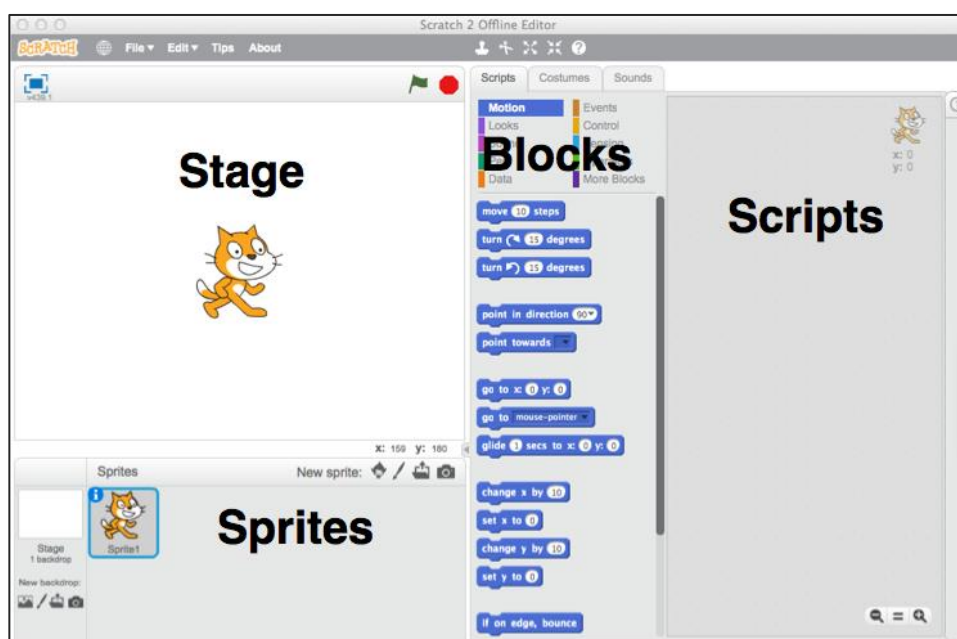 Scratch 2 Offline Editor
SCRATCH File Edit Tips About
v439.1
Stage
x: 159 y: 180
Sprites New sprite:
Sprite1
Sprites
Stage
1 backdrop
New backdrop:
Scripts Costumes Sounds
Motion Events
Looks Control
Blocks
Data More Blocks
move 10 steps
turn 15 degrees
turn 15 degrees
point in direction 90
point towards
go to x: 0 y: 0
go to mouse-pointer
glide 1 secs to x: 0 y: 0
change x by 10
set x to 0
change y by 10
set y to 0
if on edge, bounce
x: 0
y: 0
Scripts